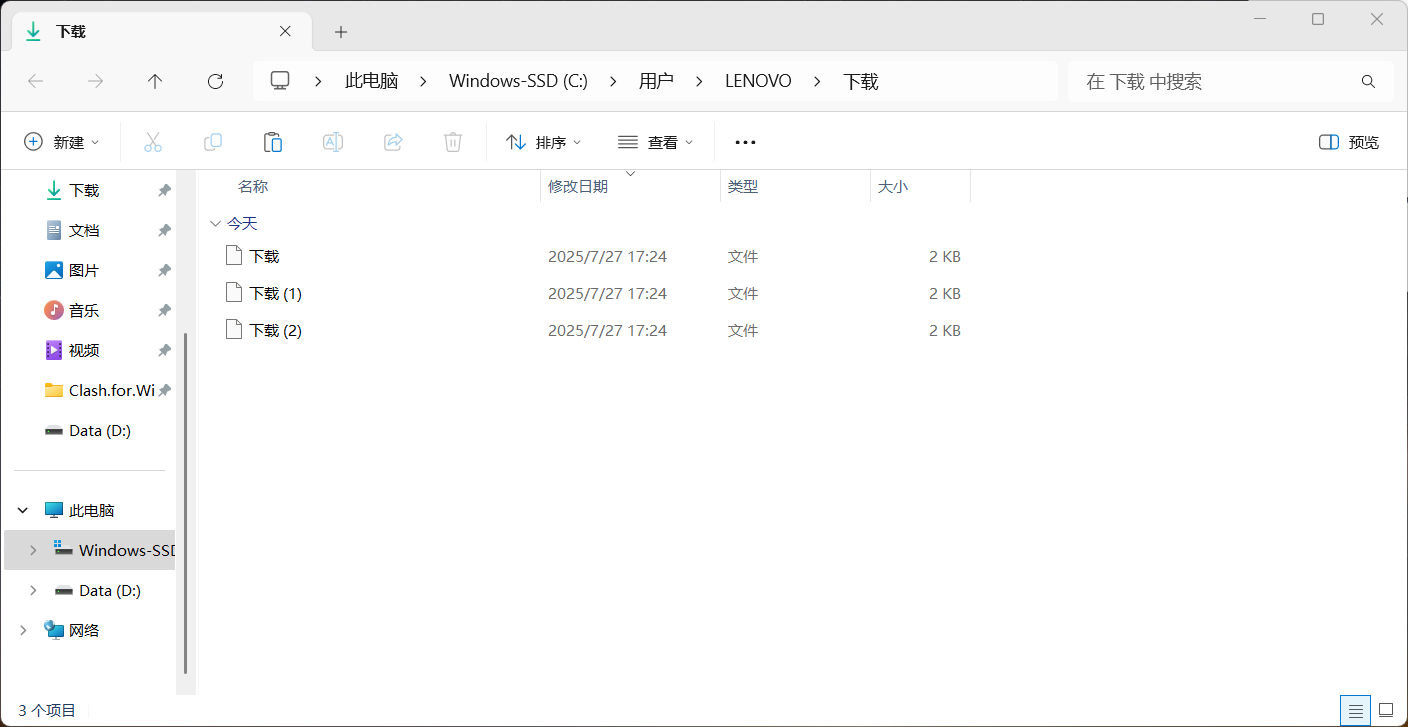 下载
此电脑 Windows-SSD (C:) 用户 LENOVO 下载
在 下载 中搜索
新建 排序 查看 预览
名称 修改日期 类型 大小
今天
下载 2025/7/27 17:24 文件 2 KB
下载 (1) 2025/7/27 17:24 文件 2 KB
下载 (2) 2025/7/27 17:24 文件 2 KB
下载
文档
图片
音乐
视频
Clash.for.Wi
Data (D:)
此电脑
Windows-SSD
Data (D:)
网络
3 个项目